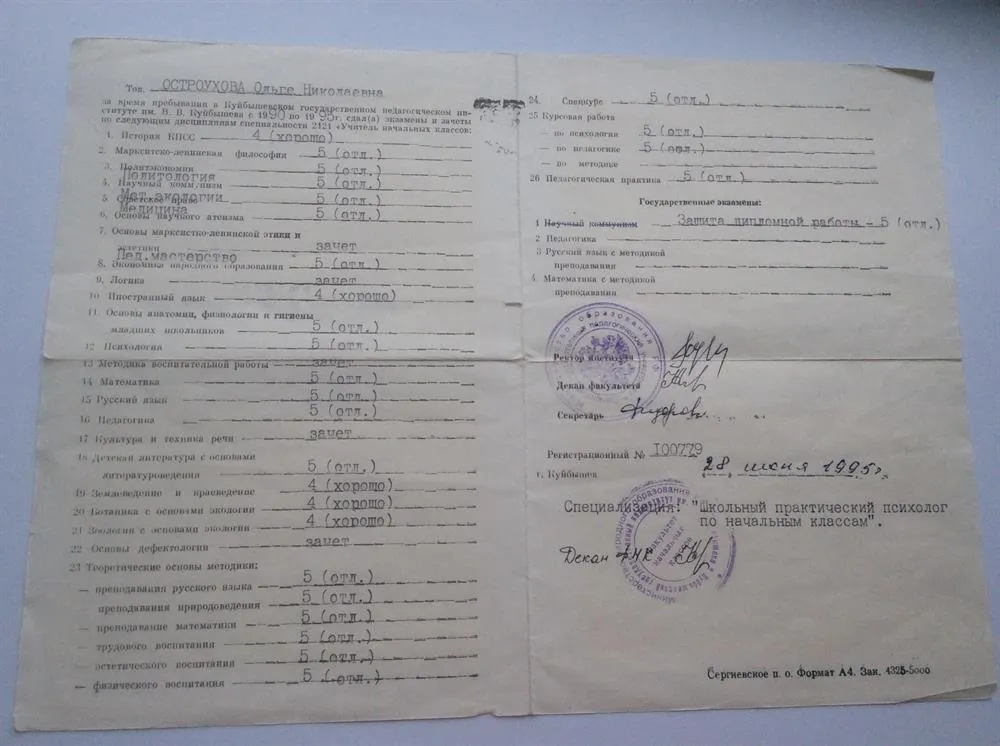 Тов. ОСТРОУХОВА Ольге Николаевна
за время пребывания в Куйбышевском государственном педагогическом ин-
ституте им. В. В. Куйбышева с 1990 по 1995г. сдал(а) экзамены и зачеты
по следующим дисциплинам специальности 2121 «Учитель начальных классов:
1. История КПСС 4 (хорошо)
2. Марксистско-ленинская философия 5 (отл.)
3. Политэкономия 5 (отл.)
Политология
4. Научный коммунизм 5 (отл.)
Мет.экологии
5 Советское право 5 (отл.)
Медицина
6. Основы научного атеизма 5 (отл.)
7. Основы марксистско-ленинской этики и
эстетики зачет
Пед.мастерство
8. Экономика народного образования 5 (отл.)
9. Логика зачет
10 Иностранный язык 4 (хорошо)
11. Основы анатомии, физиологии и гигиены
младших школьников 5 (отл.)
12 Психология 5 (отл.)
13 Методика воспитательной работы зачет
14 Математика 5 (отл.)
15 Русский язык 5 (отл.)
16 Педагогика 5 (отл.)
17 Культура и техника речи зачет
18 Детская литература с основами
литературоведения 5 (отл.)
19 Землеведение и краеведение 4 (хорошо)
20 Ботаника с основами экологии 4 (хорошо)
21 Зоология с основами экологии 4 (хорошо)
22 Основы дефектологии зачет
23 Теоретические основы методики:
— преподавания русского языка 5 (отл.)
преподавания природоведения 5 (отл.)
— преподавание математики 5 (отл.)
— трудового воспитания 5 (отл.)
— эстетического воспитания 5 (отл.)
— физического воспитания 5 (отл.)
24. Спецкурс 5 (отл.)
25 Курсовая работа
— по психологии 5 (отл.)
— по педагогике 5 (отл.)
— по методике
26 Педагогическая практика 5 (отл.)
Государственные экзамены:
1 Научный коммунизм Защита дипломной работы - 5 (отл.)
2 Педагогика
3 Русский язык с методикой
преподавания
4 Математика с методикой
преподавания
Ректор института
Декан факультета
Секретарь
Регистрационный № 100779
г. Куйбышев 28 июня 1995г.
Специализация: "Школьный практический психолог
по начальным классам".
Декан ФНК
факультет
начальных
классов
Сергиевское п. о. Формат А4. Зак. 4325-5000